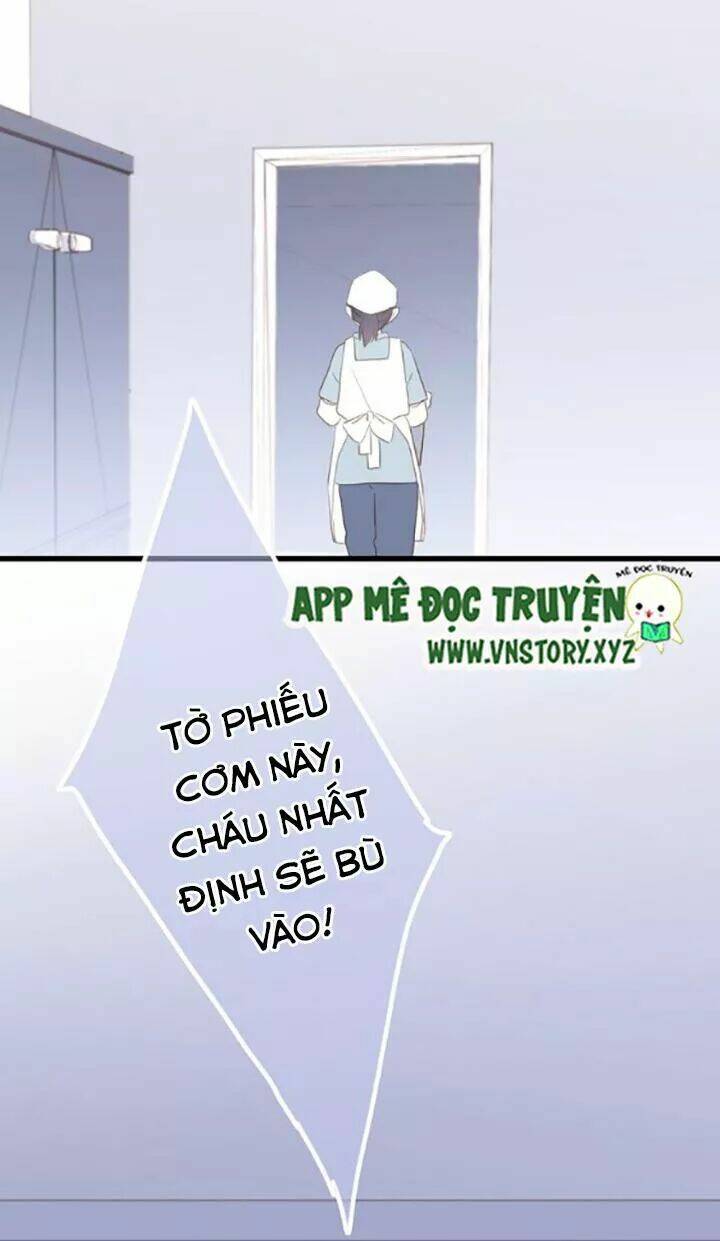 MÊ ĐỌC TRUYỆN
APP MÊ ĐỌC TRUYỆN
WWW.VNSTORY.XYZ
TỜ PHIẾU
CƠM NÀY,
CHÁU NHẤT
ĐỊNH SẼ BÙ
VÀO!